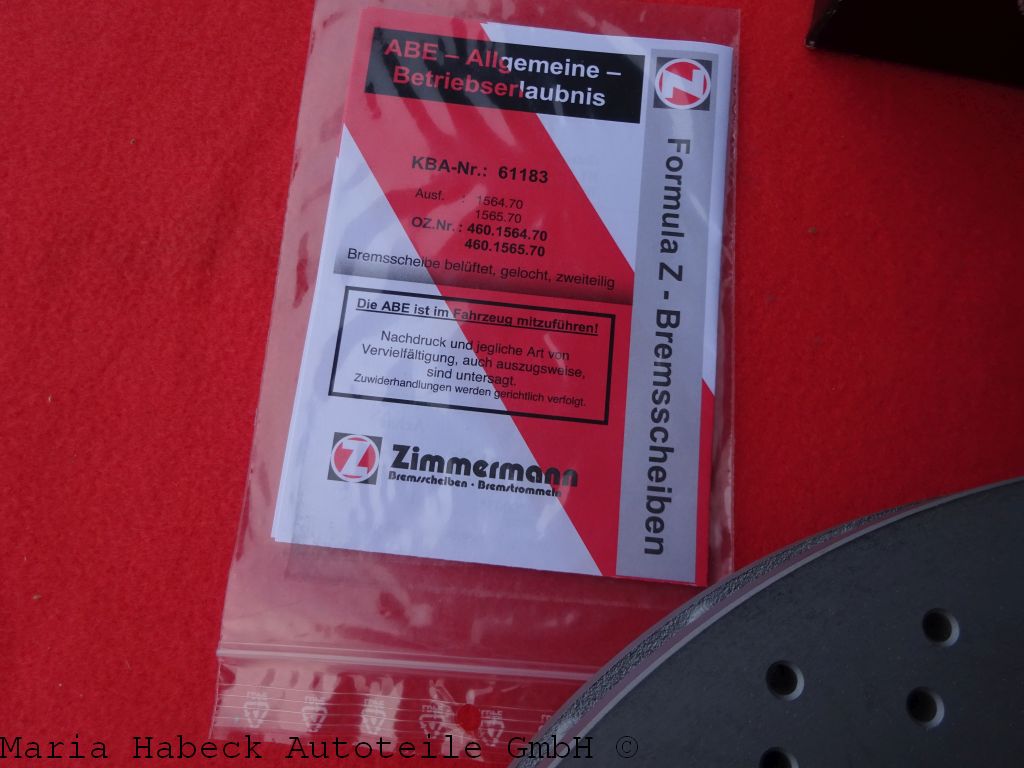 ABE – Allgemeine –
Betriebserlaubnis
Z
Formula Z - Bremsscheiben
KBA-Nr.: 61183
Ausf. : 1564.70
1565.70
OZ.Nr. : 460.1564.70
460.1565.70
Bremsscheibe belüftet, gelocht, zweiteilig
Die ABE ist im Fahrzeug mitzuführen!
Nachdruck und jegliche Art von
Vervielfältigung, auch auszugsweise,
sind untersagt.
Zuwiderhandlungen werden gerichtlich verfolgt.
Z Zimmermann
Bremsscheiben · Bremstrommeln
Maria Habeck Autoteile GmbH ©